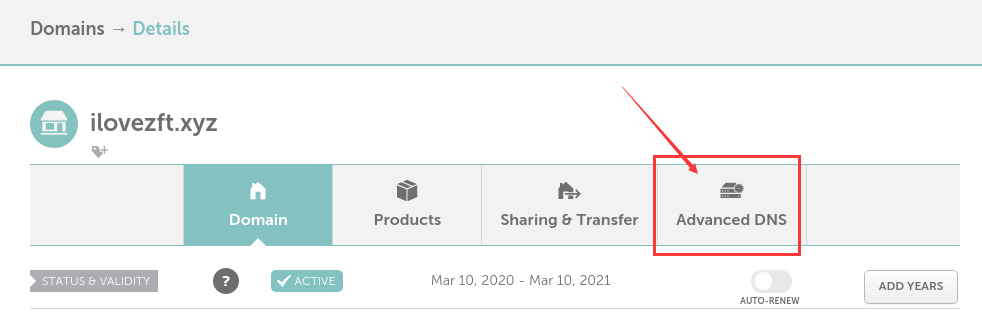 Domains → Details
ilovezft.xyz
Domain
Products
Sharing & Transfer
Advanced DNS
STATUS & VALIDITY
?
ACTIVE
Mar 10, 2020 - Mar 10, 2021
AUTO-RENEW
ADD YEARS